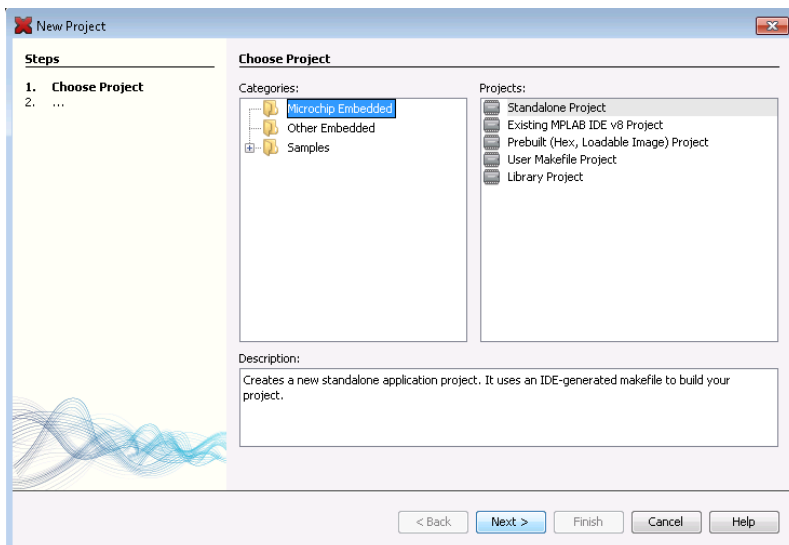 New Project
Steps
1. Choose Project
2. ...
Choose Project
Categories:
Microchip Embedded
Other Embedded
Samples
Projects:
Standalone Project
Existing MPLAB IDE v8 Project
Prebuilt (Hex, Loadable Image) Project
User Makefile Project
Library Project
Description:
Creates a new standalone application project. It uses an IDE-generated makefile to build your
project.
< Back
Next >
Finish
Cancel
Help